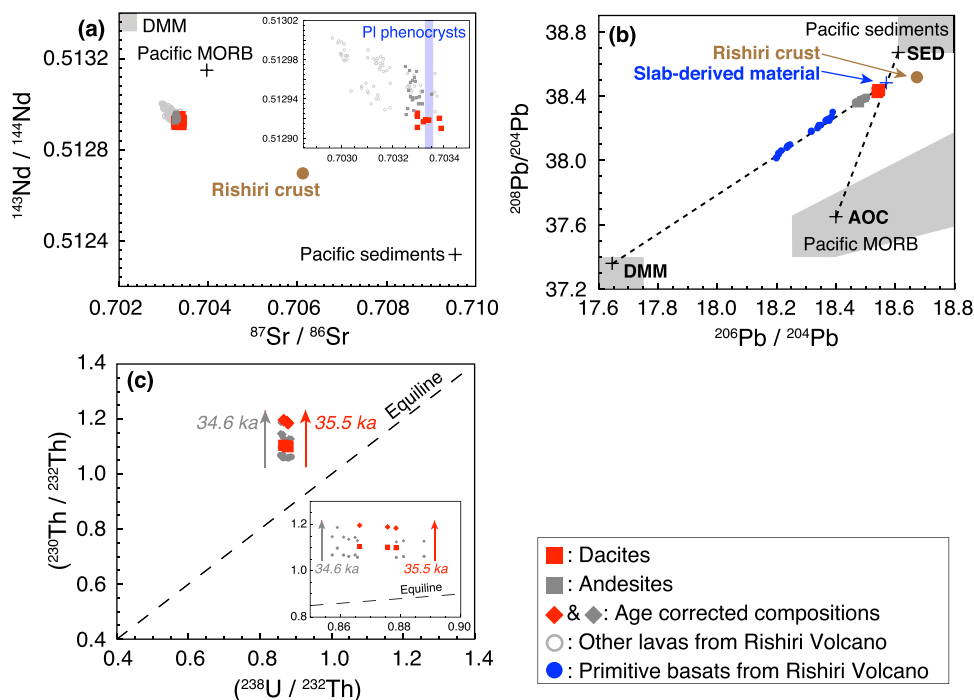 (a)
DMM
Pacific MORB
Rishiri crust
Pacific sediments
0.5132
0.5128
0.5124
143Nd / 144Nd
0.702 0.704 0.706 0.708 0.710
87Sr / 86Sr
Pl phenocrysts
0.51302
0.51298
0.51294
0.51290
0.7030 0.7032 0.7034
(b)
Pacific sediments
SED
Rishiri crust
Slab-derived material
AOC
Pacific MORB
DMM
38.8
38.4
38.0
37.6
37.2
208Pb/204Pb
17.6 17.8 18.0 18.2 18.4 18.6 18.8
206Pb / 204Pb
(c)
Equiline
34.6 ka
35.5 ka
1.4
1.2
1.0
0.8
0.6
0.4
(230Th / 232Th)
0.4 0.6 0.8 1.0 1.2 1.4
(238U / 232Th)
1.2
1.0
0.8
34.6 ka
35.5 ka
Equiline
0.86 0.88 0.90
: Dacites
: Andesites
& : Age corrected compositions
: Other lavas from Rishiri Volcano
: Primitive basats from Rishiri Volcano